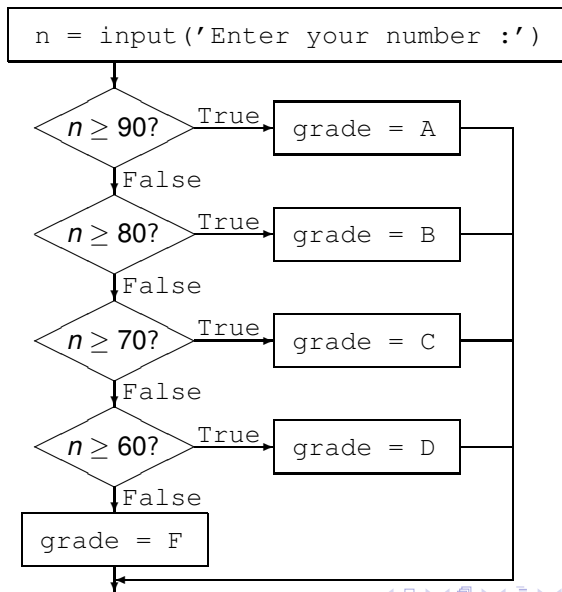 n = input('Enter your number :')
n ≥ 90?
True
grade = A
False
n ≥ 80?
True
grade = B
False
n ≥ 70?
True
grade = C
False
n ≥ 60?
True
grade = D
False
grade = F